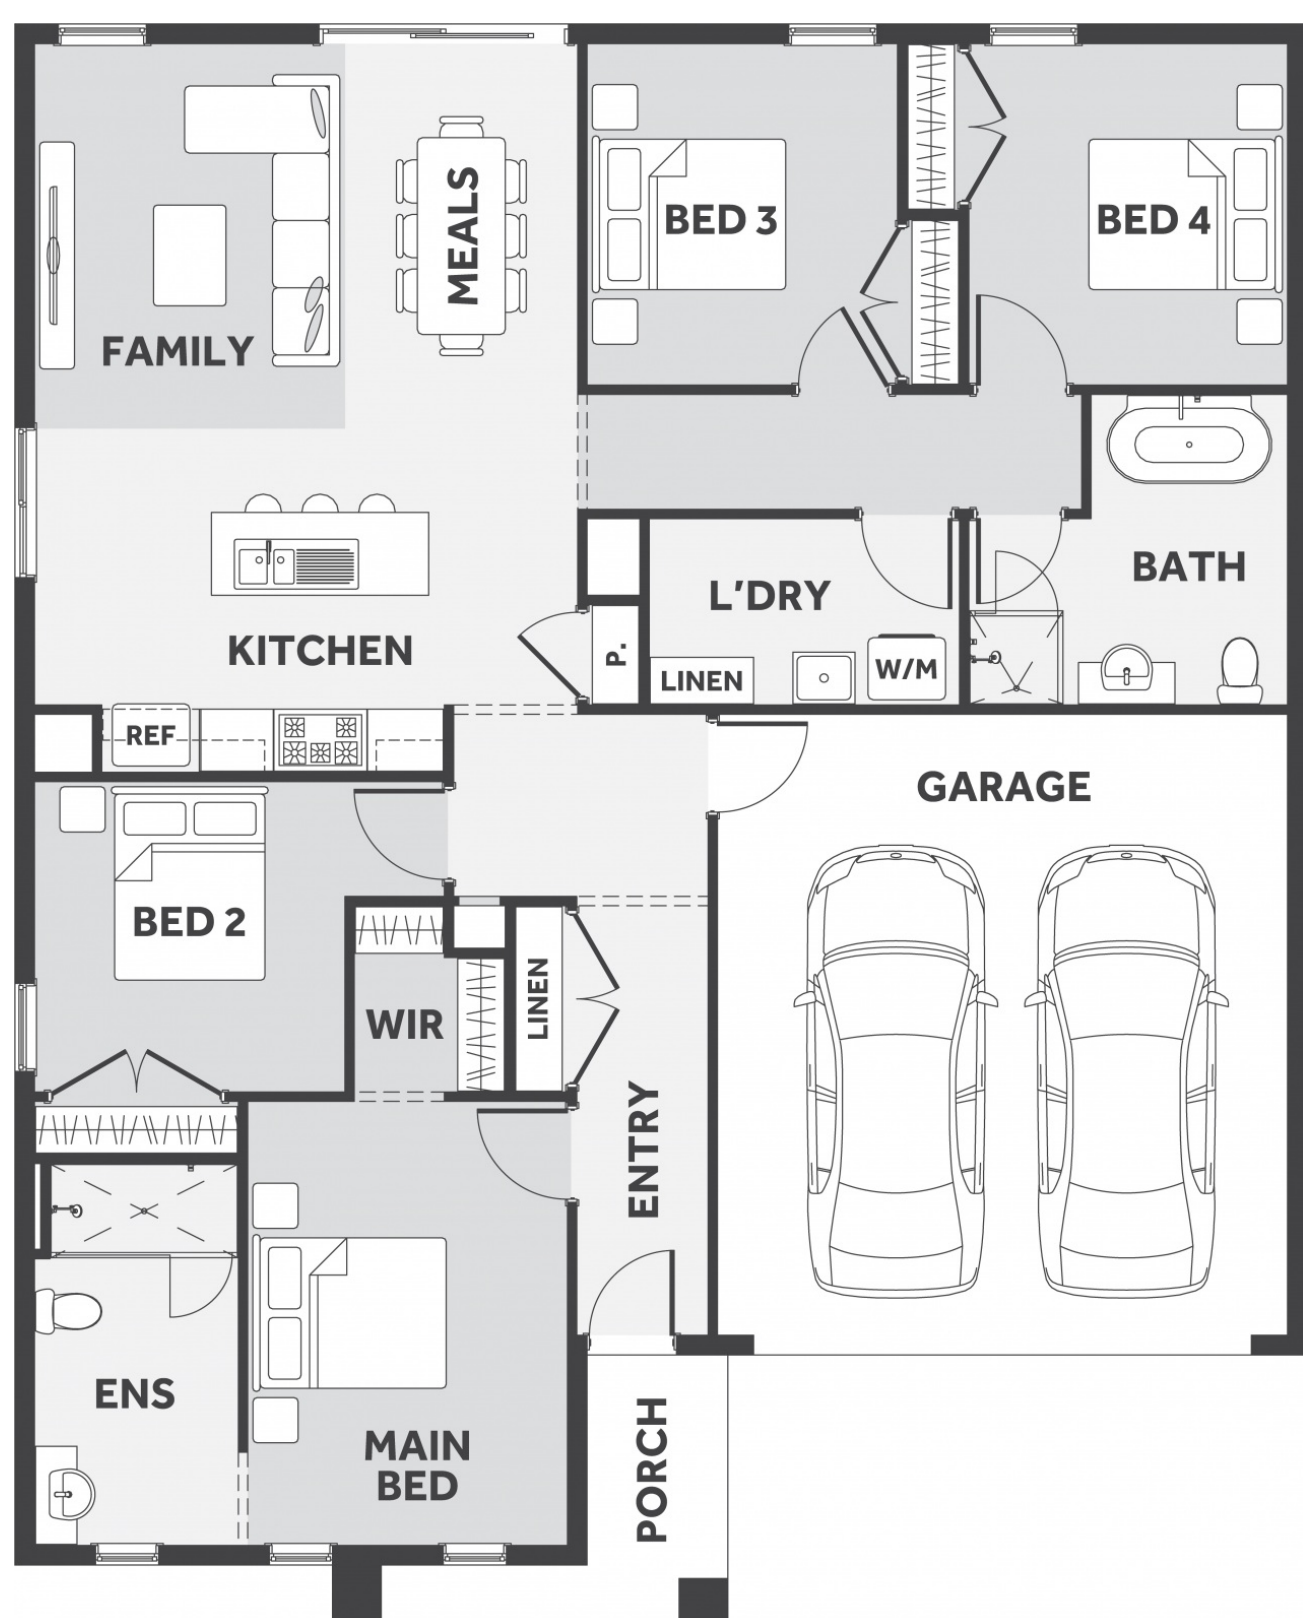 MEALS
BED 3
BED 4
FAMILY
BATH
L'DRY
KITCHEN
P.
LINEN
W/M
REF
GARAGE
BED 2
WIR
LINEN
ENTRY
ENS
MAIN
BED
PORCH